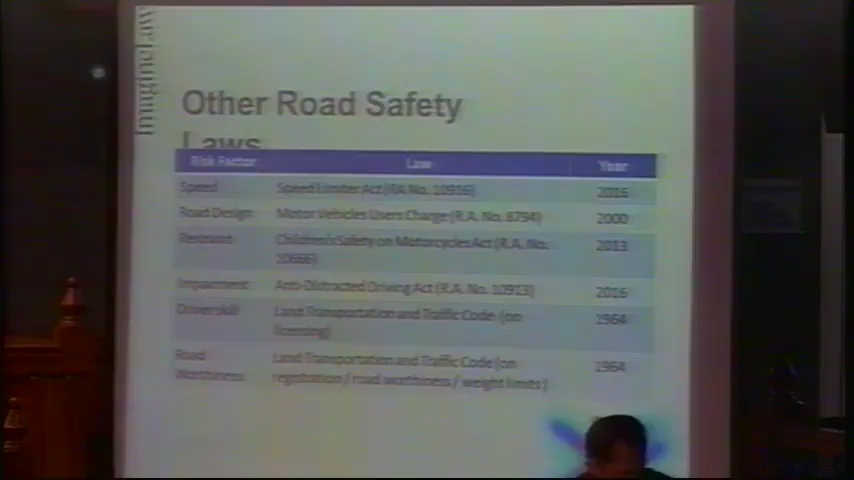 ImagineLaw
Other Road Safety
Laws
Risk Factor Law Year
Speed Speed Limiter Act (RA No. 10916) 2016
Road Design Motor Vehicles Users Charge (R.A. No. 8794) 2000
Restraint Children's Safety on Motorcycles Act (R.A. No. 2013
10666)
Impairment Anti-Distracted Driving Act (R.A. No. 10913) 2016
Driver skill Land Transportation and Traffic Code (on 1964
licensing)
Road Land Transportation and Traffic Code (on 1964
Worthiness registration / road worthiness / weight limits)